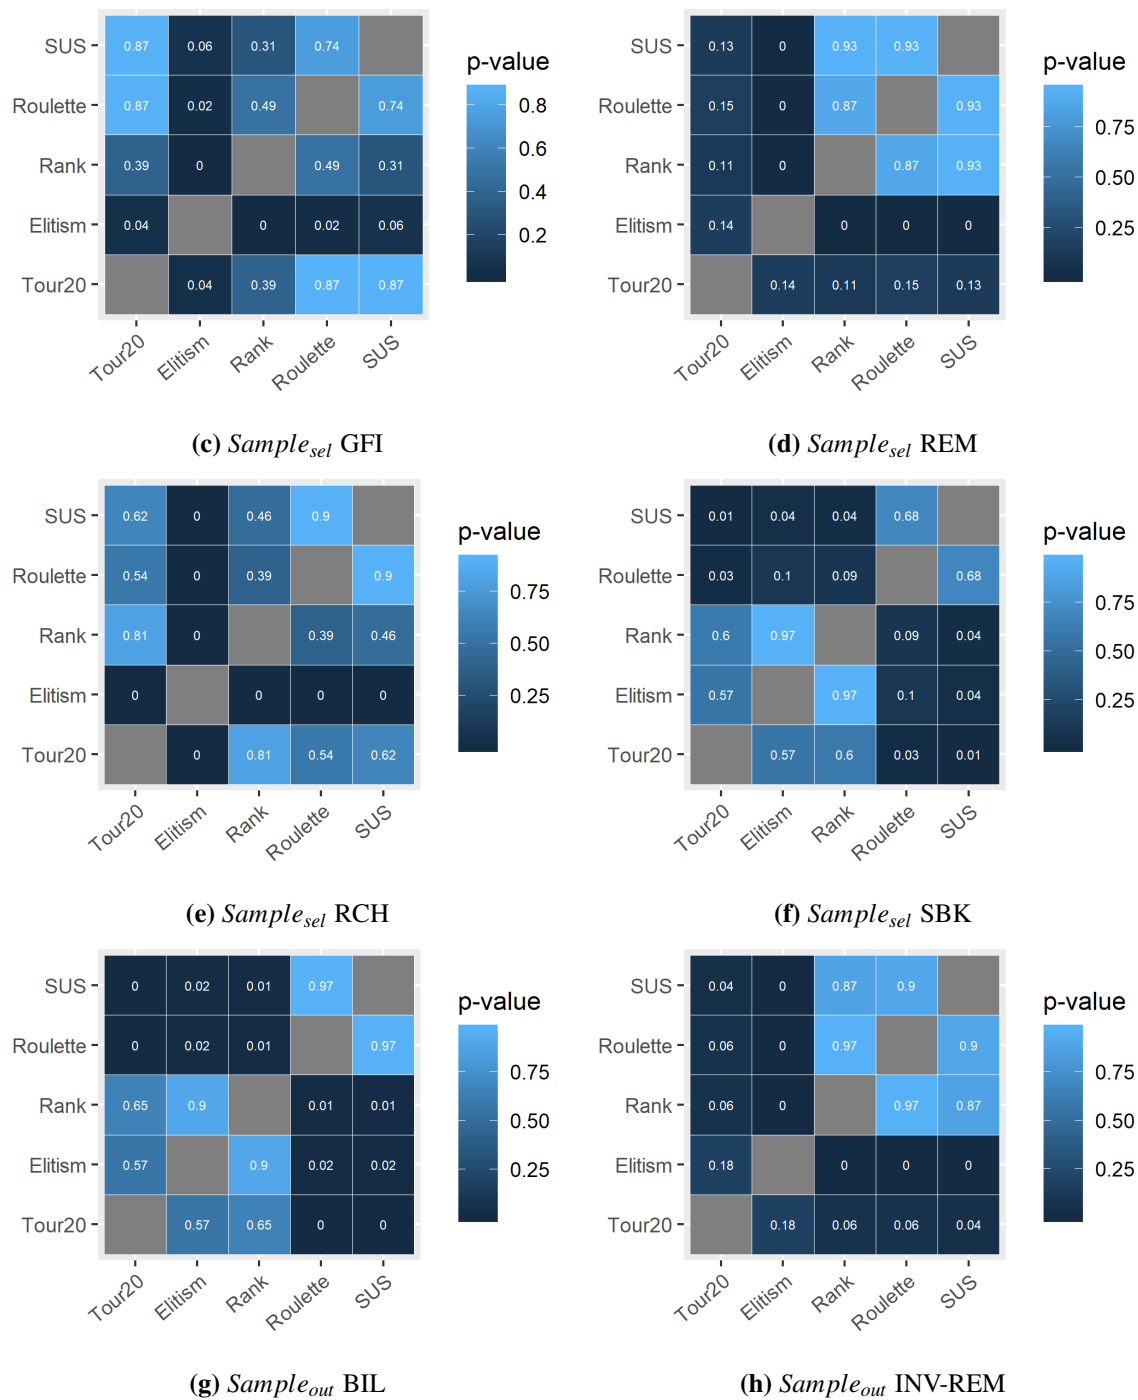 SUS 0.87 0.06 0.31 0.74
Roulette 0.87 0.02 0.49 0.74
Rank 0.39 0 0.49 0.31
Elitism 0.04 0 0.02 0.06
Tour20 0.04 0.39 0.87 0.87
Tour20 Elitism Rank Roulette SUS
p-value
0.8
0.6
0.4
0.2
(c) Sample_sel GFI
SUS 0.13 0 0.93 0.93
Roulette 0.15 0 0.87 0.93
Rank 0.11 0 0.87 0.93
Elitism 0.14 0 0 0
Tour20 0.14 0.11 0.15 0.13
Tour20 Elitism Rank Roulette SUS
p-value
0.75
0.50
0.25
(d) Sample_sel REM
SUS 0.62 0 0.46 0.9
Roulette 0.54 0 0.39 0.9
Rank 0.81 0 0.39 0.46
Elitism 0 0 0 0
Tour20 0 0.81 0.54 0.62
Tour20 Elitism Rank Roulette SUS
p-value
0.75
0.50
0.25
(e) Sample_sel RCH
SUS 0.01 0.04 0.04 0.68
Roulette 0.03 0.1 0.09 0.68
Rank 0.6 0.97 0.09 0.04
Elitism 0.57 0.97 0.1 0.04
Tour20 0.57 0.6 0.03 0.01
Tour20 Elitism Rank Roulette SUS
p-value
0.75
0.50
0.25
(f) Sample_sel SBK
SUS 0 0.02 0.01 0.97
Roulette 0 0.02 0.01 0.97
Rank 0.65 0.9 0.01 0.01
Elitism 0.57 0.9 0.02 0.02
Tour20 0.57 0.65 0 0
Tour20 Elitism Rank Roulette SUS
p-value
0.75
0.50
0.25
(g) Sample_out BIL
SUS 0.04 0 0.87 0.9
Roulette 0.06 0 0.97 0.9
Rank 0.06 0 0.97 0.87
Elitism 0.18 0 0 0
Tour20 0.18 0.06 0.06 0.04
Tour20 Elitism Rank Roulette SUS
p-value
0.75
0.50
0.25
(h) Sample_out INV-REM